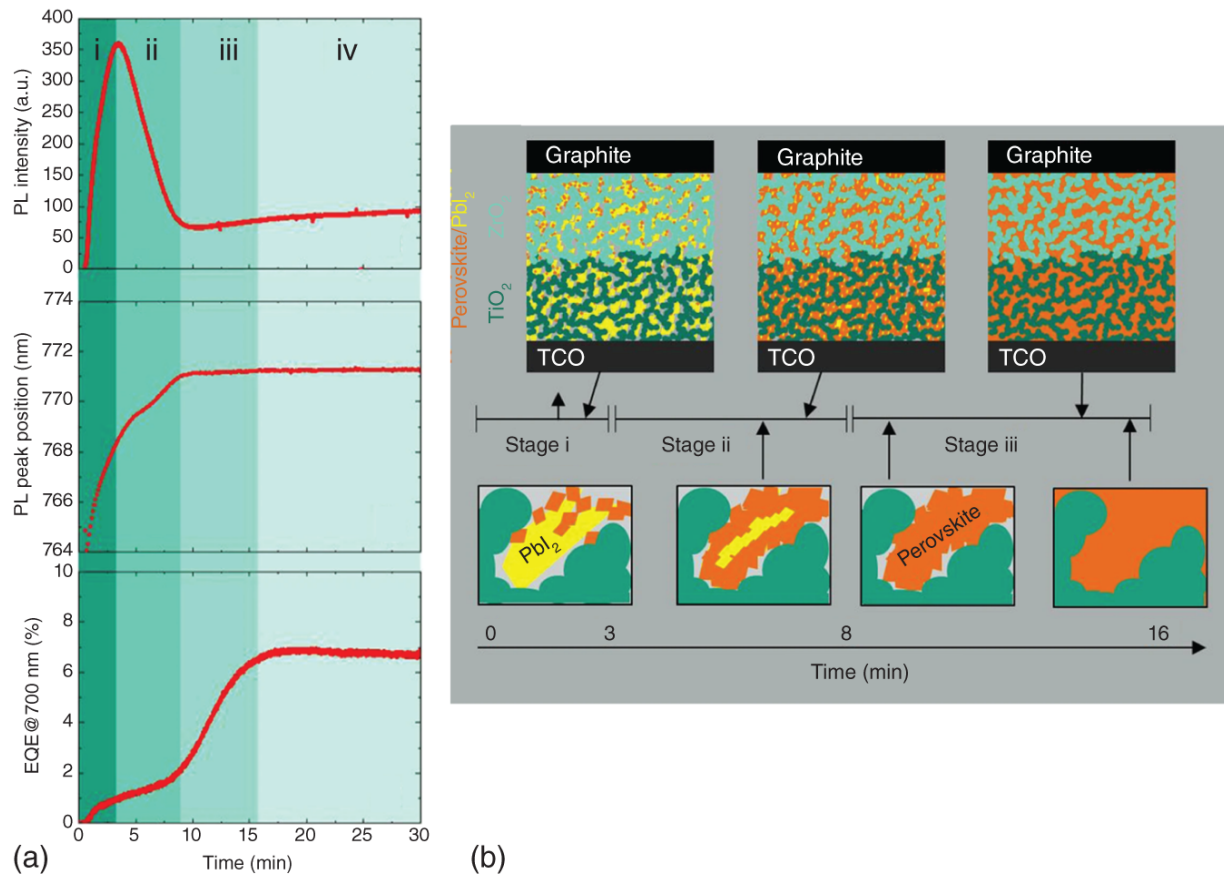 400
350
300
250
200
150
100
50
0
PL intensity (a.u.)
i ii iii iv
774
772
770
768
766
764
PL peak position (nm)
10
8
6
4
2
0
EQE@700 nm (%)
0 5 10 15 20 25 30
Time (min)
(a)
Perovskite/PbI₂
TiO₂
Graphite
Graphite
Graphite
TCO
TCO
TCO
Stage i
Stage ii
Stage iii
PbI₂
Perovskite
0 3 8 16
Time (min)
(b)